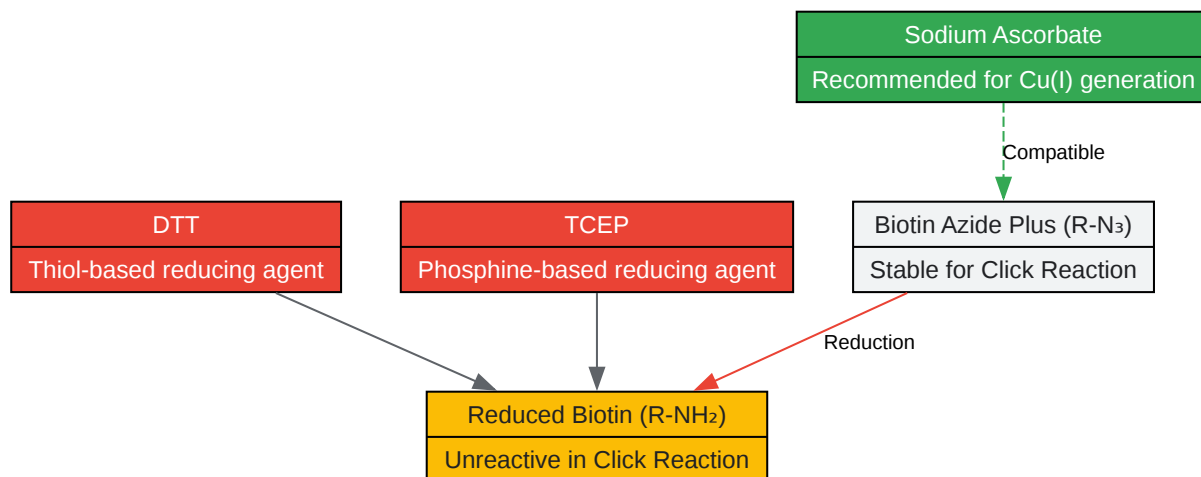 Sodium Ascorbate
Recommended for Cu(I) generation
Compatible
DTT
Thiol-based reducing agent
TCEP
Phosphine-based reducing agent
Biotin Azide Plus (R-N₃)
Stable for Click Reaction
Reduction
Reduced Biotin (R-NH₂)
Unreactive in Click Reaction